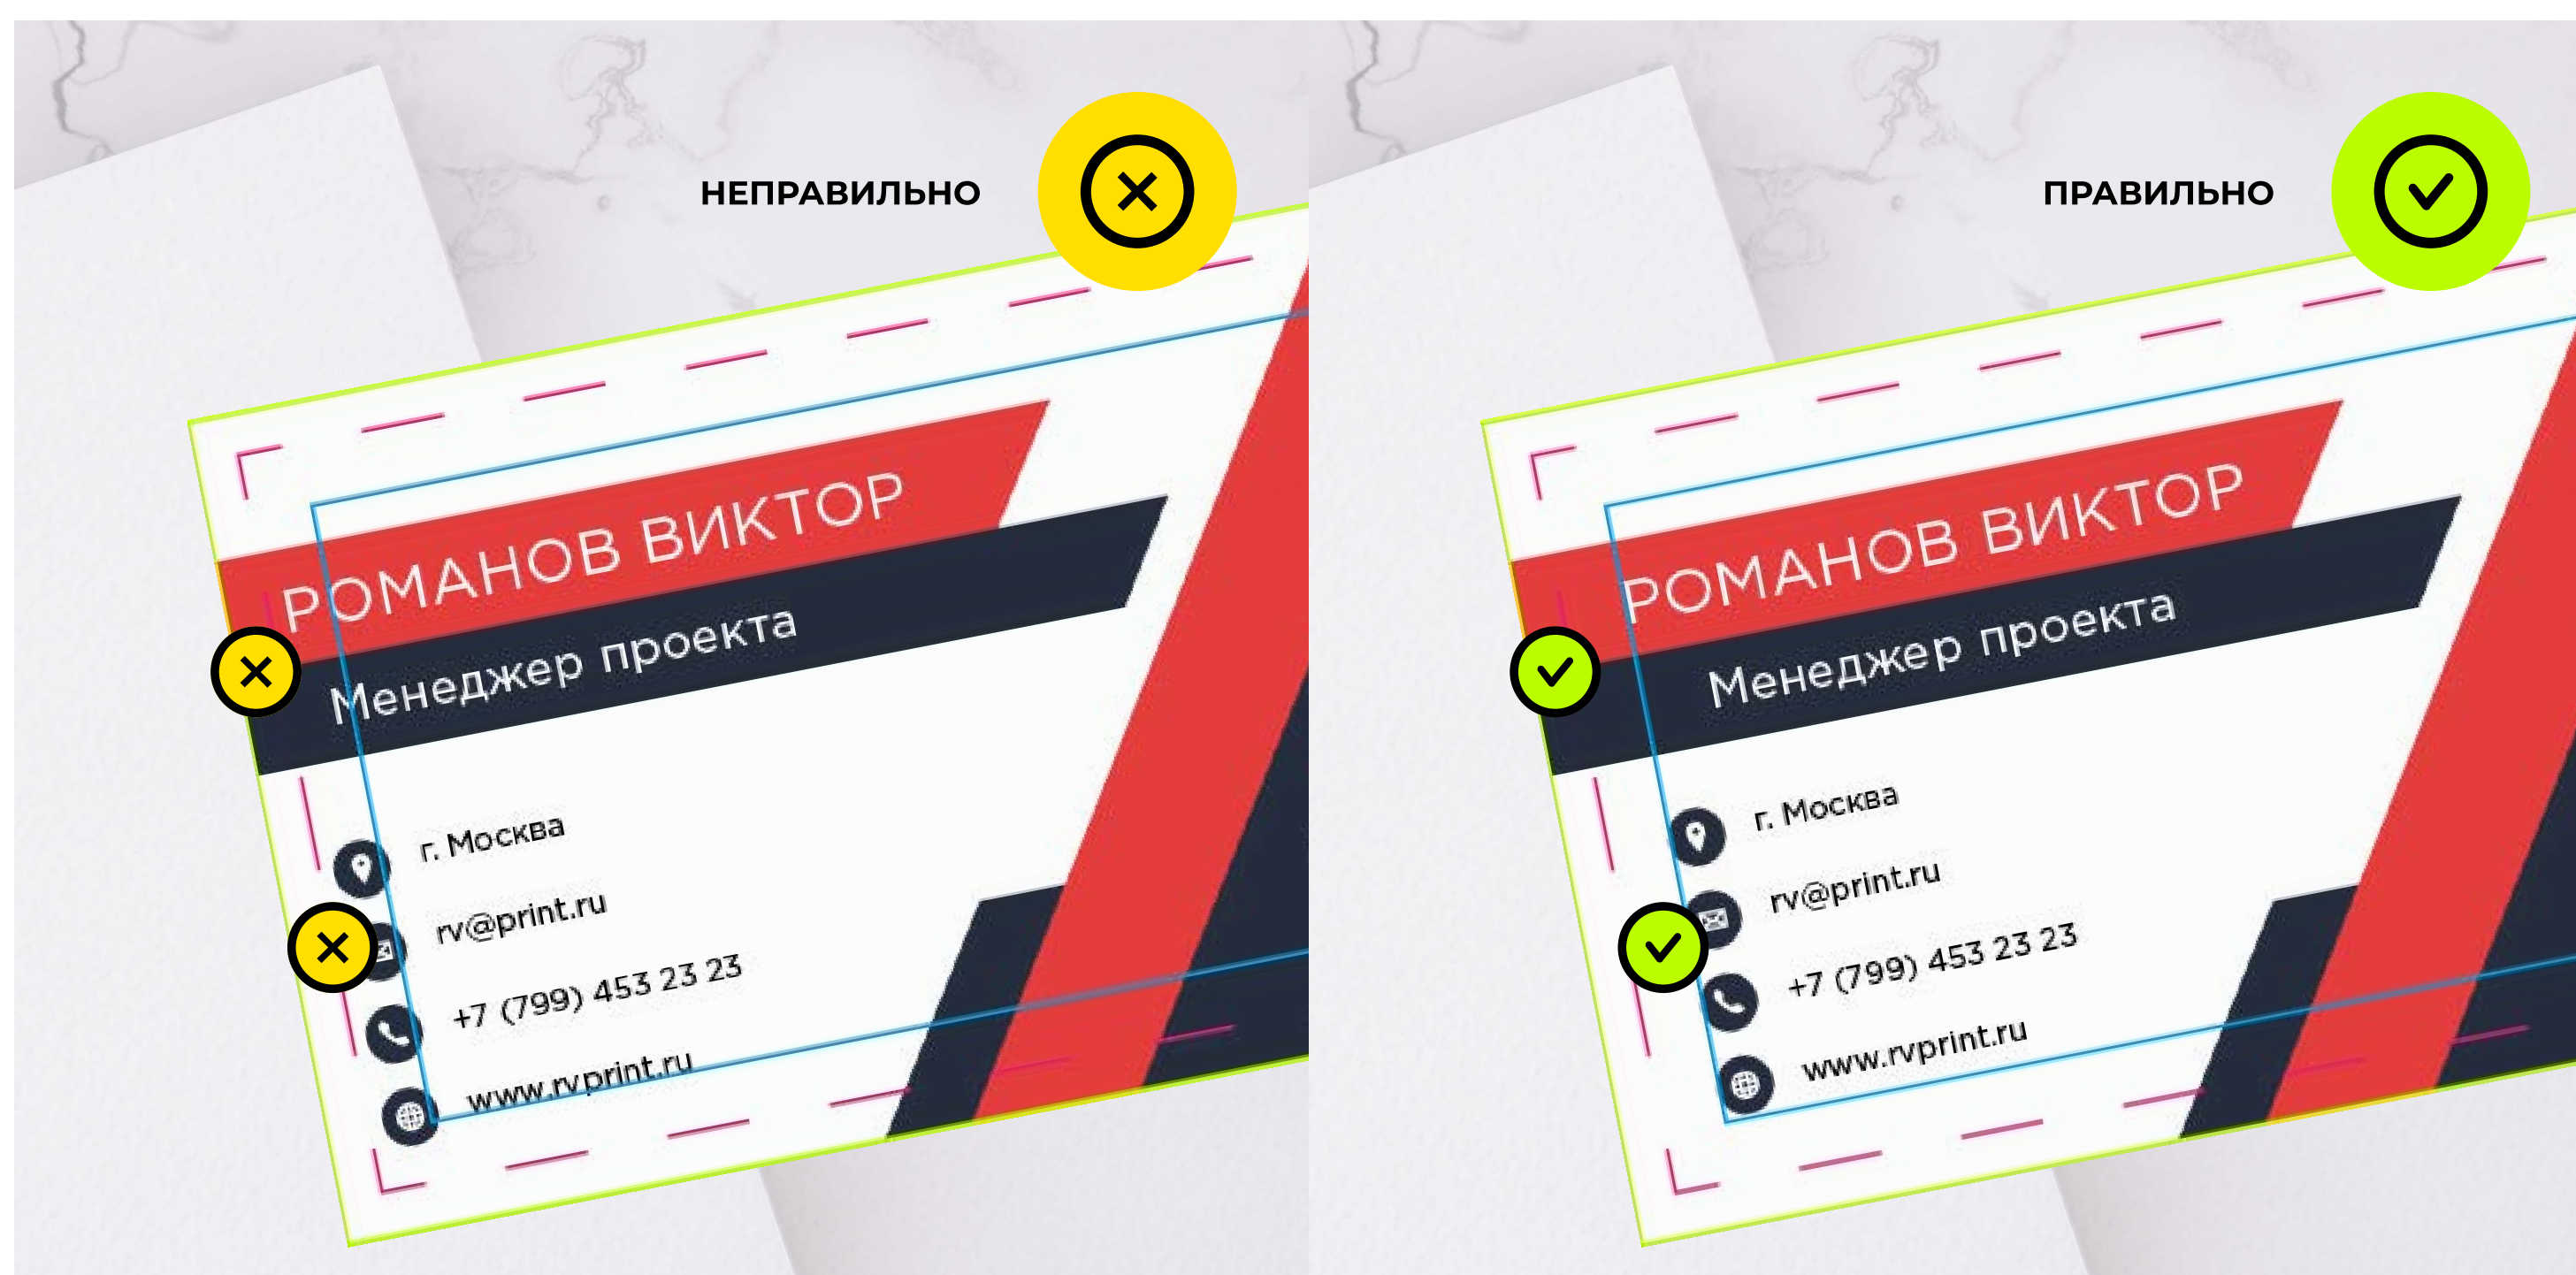 НЕПРАВИЛЬНО
РОМАНОВ ВИКТОР
Менеджер проекта
г. Москва
rv@print.ru
+7 (799) 453 23 23
www.rvprint.ru
ПРАВИЛЬНО
РОМАНОВ ВИКТОР
Менеджер проекта
г. Москва
rv@print.ru
+7 (799) 453 23 23
www.rvprint.ru